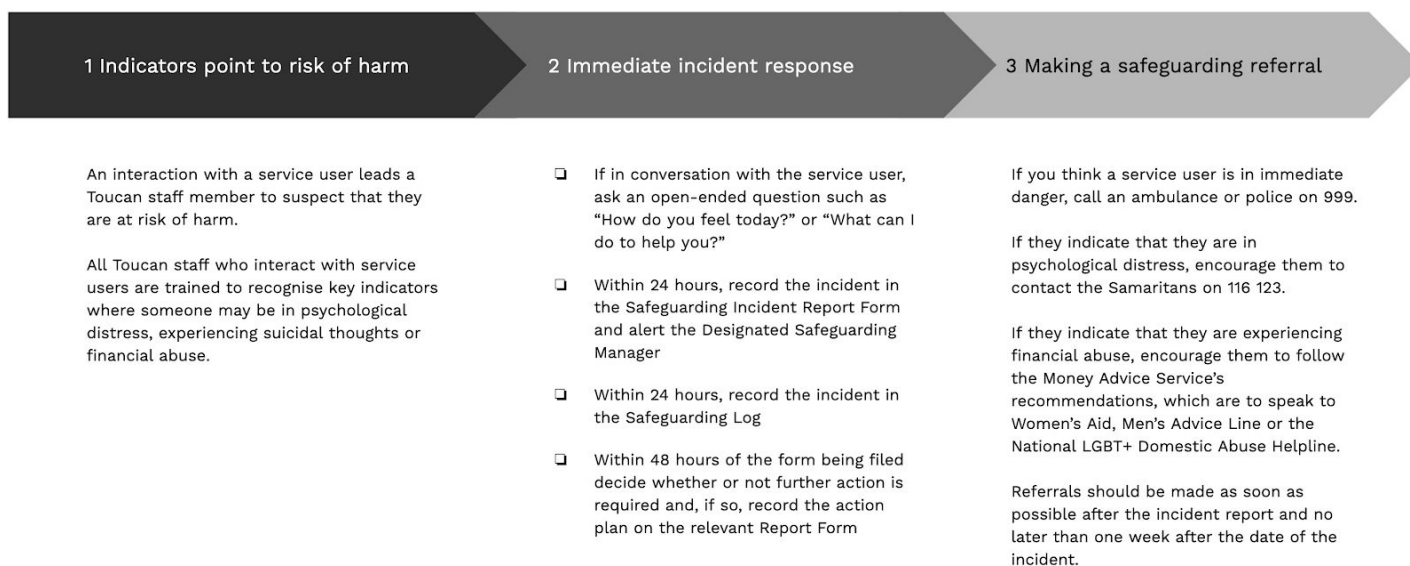 1 Indicators point to risk of harm
2 Immediate incident response
3 Making a safeguarding referral
An interaction with a service user leads a
Toucan staff member to suspect that they
are at risk of harm.
All Toucan staff who interact with service
users are trained to recognise key indicators
where someone may be in psychological
distress, experiencing suicidal thoughts or
financial abuse.
❏ If in conversation with the service user,
ask an open-ended question such as
“How do you feel today?” or “What can I
do to help you?”
❏ Within 24 hours, record the incident in
the Safeguarding Incident Report Form
and alert the Designated Safeguarding
Manager
❏ Within 24 hours, record the incident in
the Safeguarding Log
❏ Within 48 hours of the form being filed
decide whether or not further action is
required and, if so, record the action
plan on the relevant Report Form
If you think a service user is in immediate
danger, call an ambulance or police on 999.
If they indicate that they are in
psychological distress, encourage them to
contact the Samaritans on 116 123.
If they indicate that they are experiencing
financial abuse, encourage them to follow
the Money Advice Service’s
recommendations, which are to speak to
Women’s Aid, Men’s Advice Line or the
National LGBT+ Domestic Abuse Helpline.
Referrals should be made as soon as
possible after the incident report and no
later than one week after the date of the
incident.